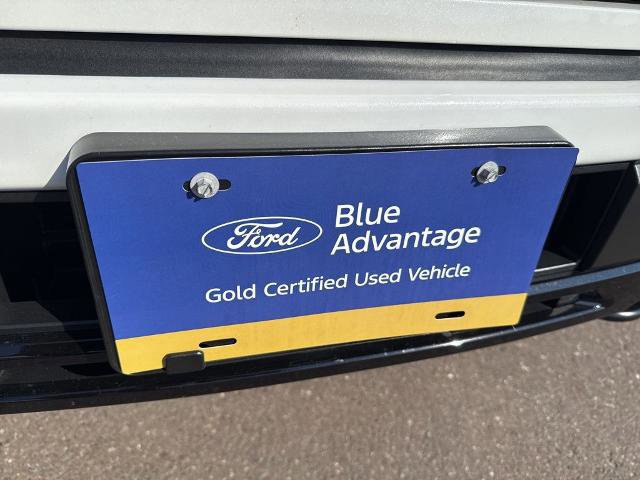 Ford
Blue
Advantage
Gold Certified Used Vehicle